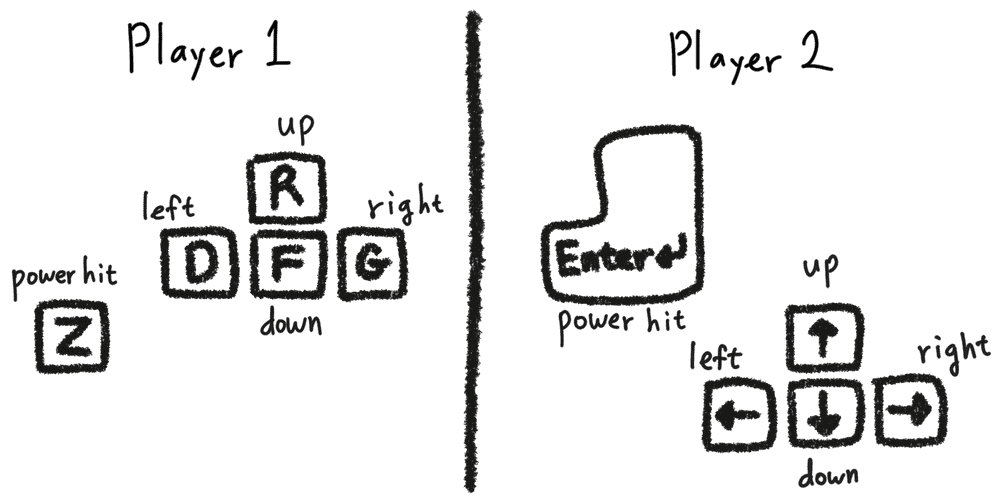 Player 1
up
R
left
right
D F G
power hit
down
Z
Player 2
Enter↵
power hit
up
↑
left
right
← ↓ →
down